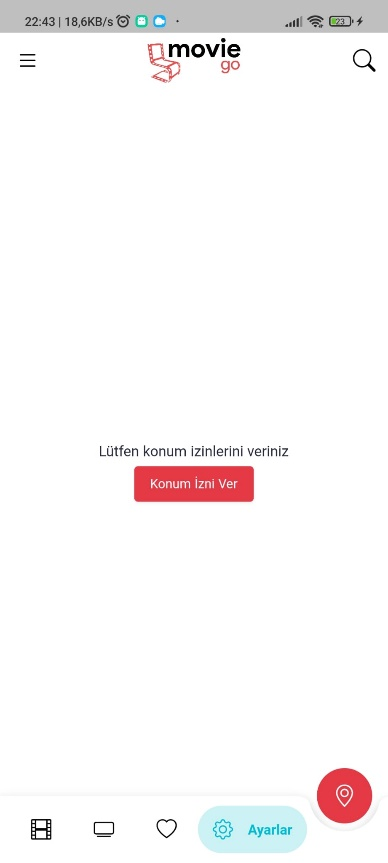 22:43 | 18,6KB/s
23
movie
go
Lütfen konum izinlerini veriniz
Konum İzni Ver
Ayarlar